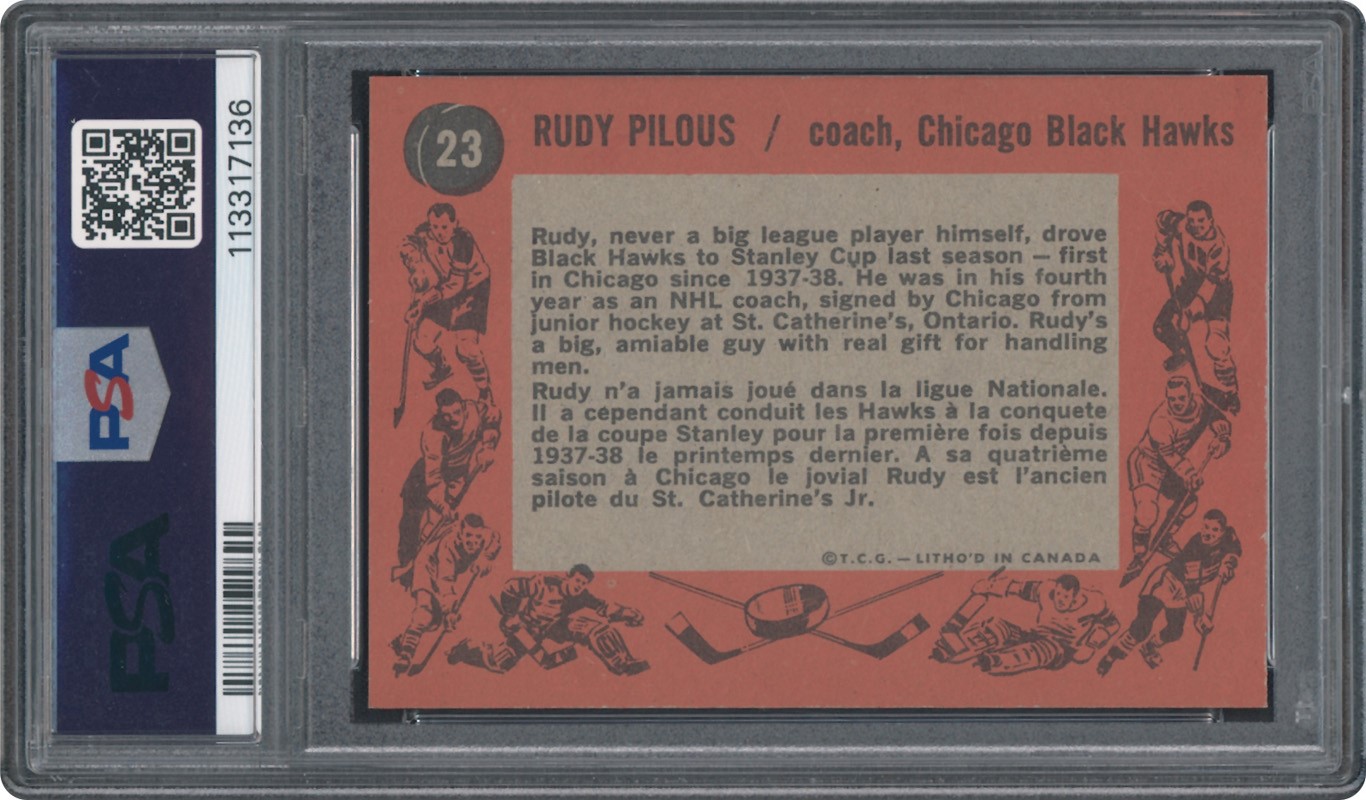 113317136
PSA
PSA
23
RUDY PILOUS / coach, Chicago Black Hawks
Rudy, never a big league player himself, drove
Black Hawks to Stanley Cup last season — first
in Chicago since 1937-38. He was in his fourth
year as an NHL coach, signed by Chicago from
junior hockey at St. Catherine's, Ontario. Rudy's
a big, amiable guy with real gift for handling
men.
Rudy n'a jamais joué dans la ligue Nationale.
Il a cependant conduit les Hawks à la conquete
de la coupe Stanley pour la première fois depuis
1937-38 le printemps dernier. A sa quatrième
saison à Chicago le jovial Rudy est l'ancien
pilote du St. Catherine's Jr.
©T.C.G. — LITHO'D IN CANADA